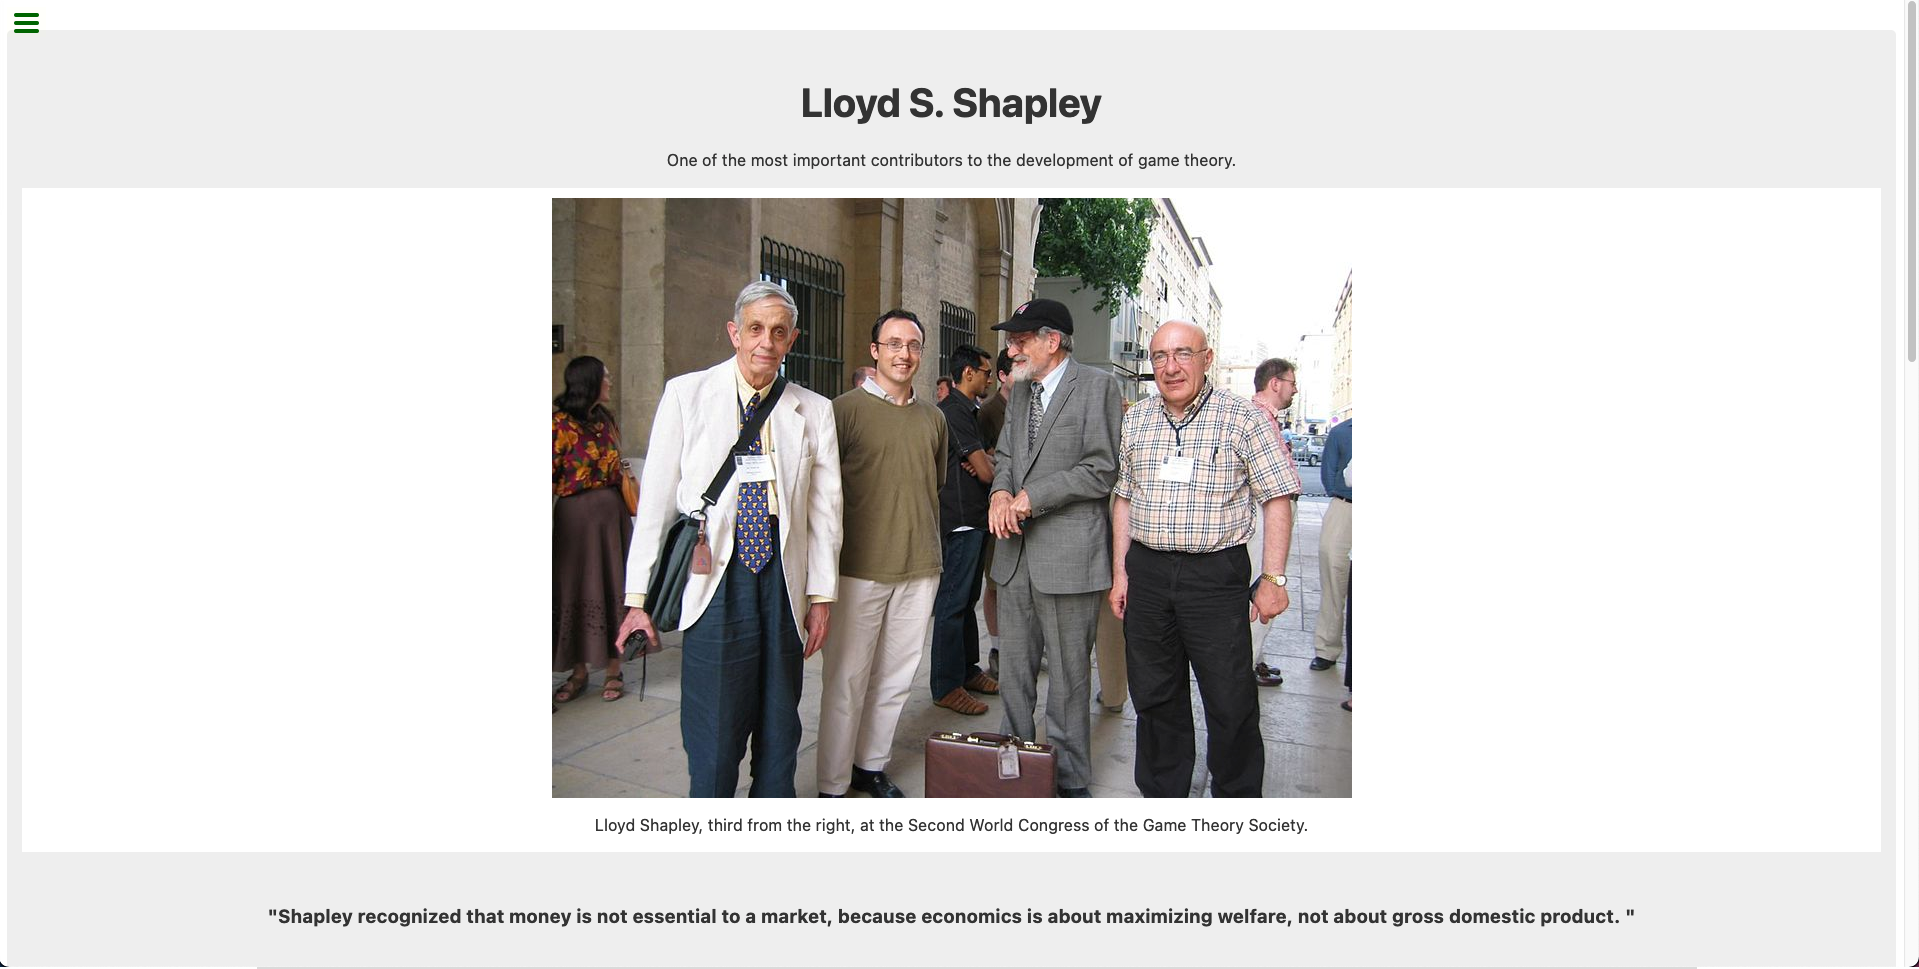 Lloyd S. Shapley
One of the most important contributors to the development of game theory.
Lloyd Shapley, third from the right, at the Second World Congress of the Game Theory Society.
"Shapley recognized that money is not essential to a market, because economics is about maximizing welfare, not about gross domestic product. "